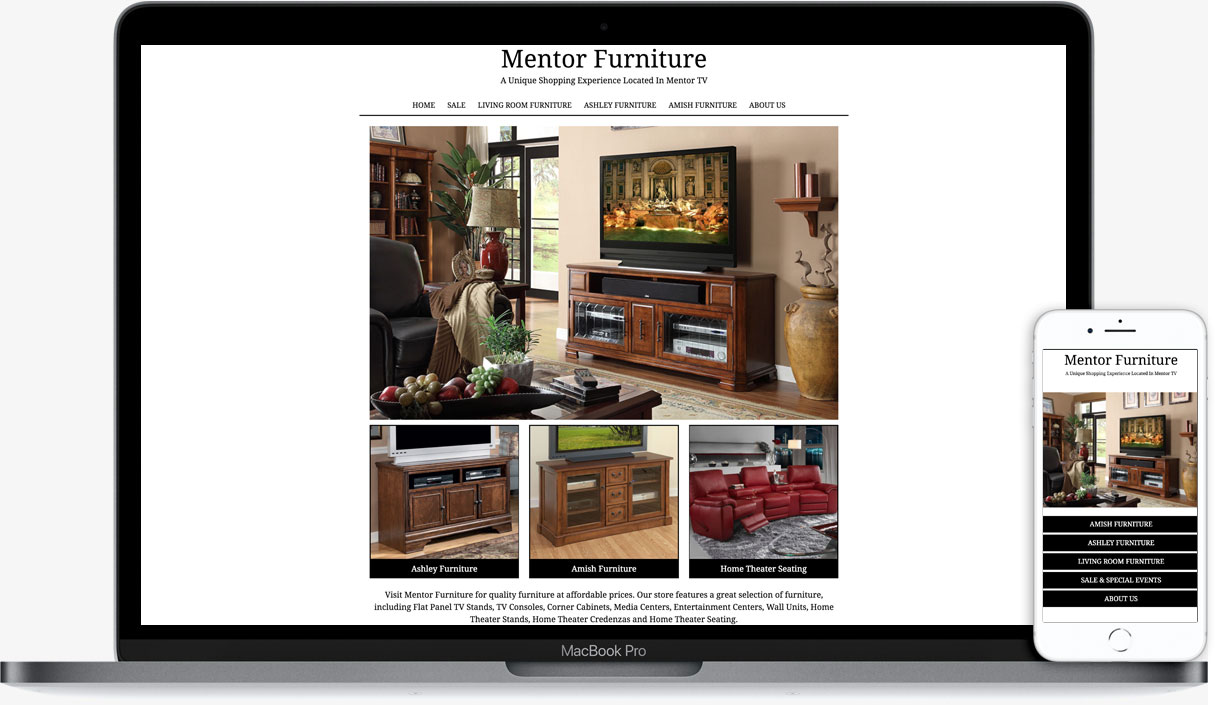 Mentor Furniture
A Unique Shopping Experience Located In Mentor TV
HOME SALE LIVING ROOM FURNITURE ASHLEY FURNITURE AMISH FURNITURE ABOUT US
Ashley Furniture
Amish Furniture
Home Theater Seating
Visit Mentor Furniture for quality furniture at affordable prices. Our store features a great selection of furniture,
including Flat Panel TV Stands, TV Consoles, Corner Cabinets, Media Centers, Entertainment Centers, Wall Units, Home
Theater Stands, Home Theater Credenzas and Home Theater Seating.
MacBook Pro
Mentor Furniture
A Unique Shopping Experience Located In Mentor TV
AMISH FURNITURE
ASHLEY FURNITURE
LIVING ROOM FURNITURE
SALE & SPECIAL EVENTS
ABOUT US